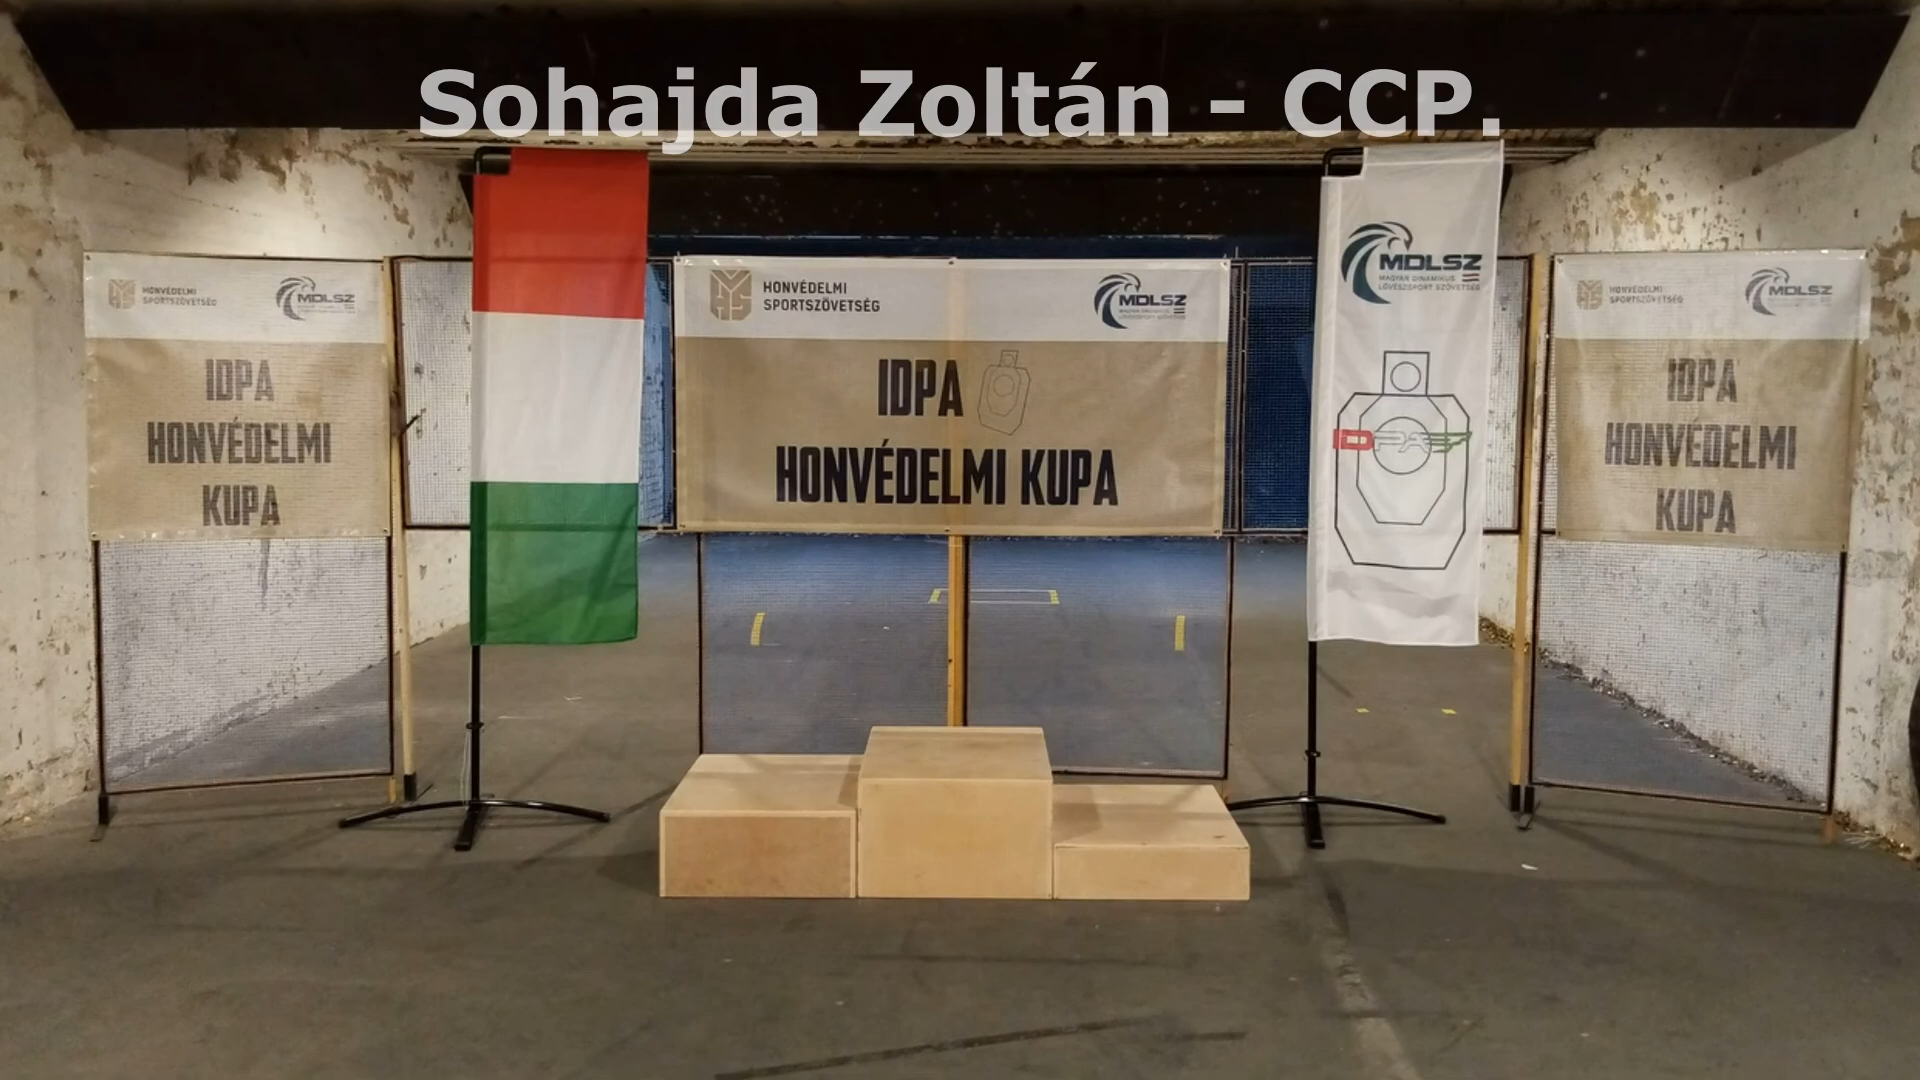 Sohajda Zoltán - CCP.
HONVÉDELMI
SPORTSZÖVETSÉG
MDLSZ
IDPA
HONVÉDELMI
KUPA
HONVÉDELMI
SPORTSZÖVETSÉG
MDLSZ
IDPA
HONVÉDELMI KUPA
MDLSZ
MAGYAR DINAMIKUS
LÖVÉSZSPORT SZÖVETSÉG
IDPA
HONVÉDELMI
SPORTSZÖVETSÉG
MDLSZ
IDPA
HONVÉDELMI
KUPA